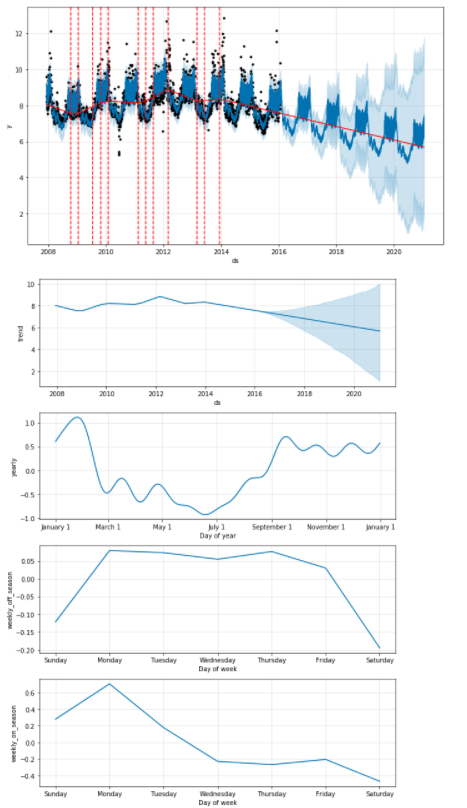 12
10
8
6
4
2
y
2008 2010 2012 2014 2016 2018 2020
ds
10
8
6
4
2
trend
2008 2010 2012 2014 2016 2018 2020
ds
1.0
0.5
0.0
−0.5
−1.0
yearly
January 1 March 1 May 1 July 1 September 1 November 1 January 1
Day of year
0.05
0.00
−0.05
−0.10
−0.15
−0.20
weekly_off_season
Sunday Monday Tuesday Wednesday Thursday Friday Saturday
Day of week
0.6
0.4
0.2
0.0
−0.2
−0.4
weekly_on_season
Sunday Monday Tuesday Wednesday Thursday Friday Saturday
Day of week